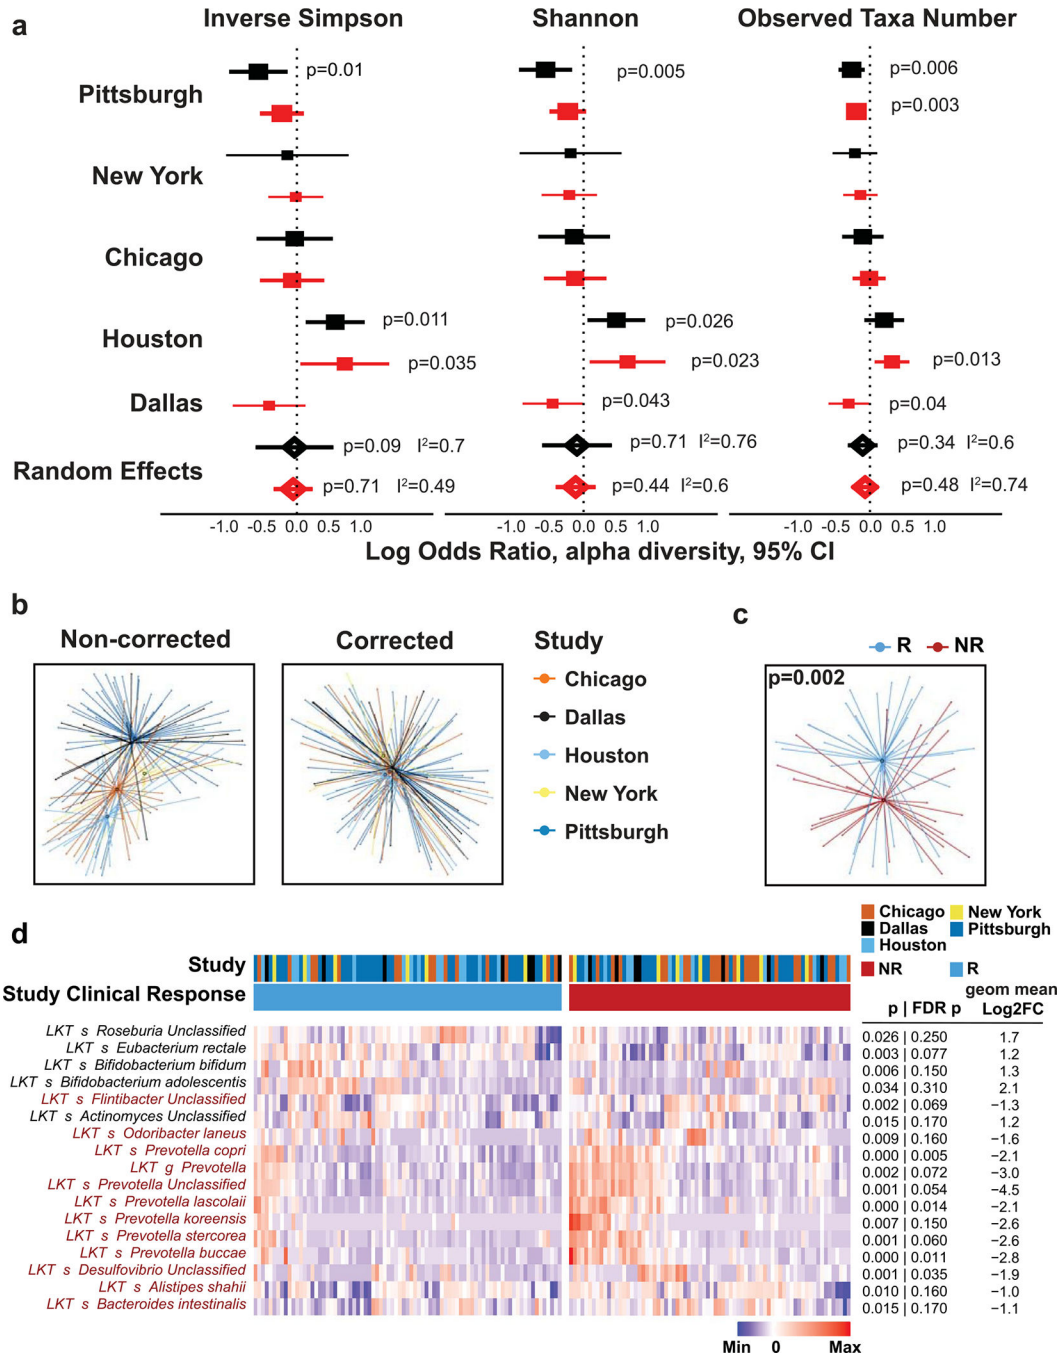 a
Inverse Simpson Shannon Observed Taxa Number
Pittsburgh
p=0.01 p=0.005 p=0.006
p=0.003
New York
Chicago
Houston
p=0.011 p=0.026
p=0.035 p=0.023 p=0.013
Dallas
p=0.043 p=0.04
Random Effects
p=0.09 I²=0.7 p=0.71 I²=0.76 p=0.34 I²=0.6
p=0.71 I²=0.49 p=0.44 I²=0.6 p=0.48 I²=0.74
-1.0 -0.5 0.0 0.5 1.0 -1.0 -0.5 0.0 0.5 1.0 -1.0 -0.5 0.0 0.5 1.0
Log Odds Ratio, alpha diversity, 95% CI
b
Non-corrected Corrected Study
Chicago
Dallas
Houston
New York
Pittsburgh
c
R NR
p=0.002
d
Chicago New York
Dallas Pittsburgh
Houston
NR R
Study
Study Clinical Response
p | FDR p geom mean Log2FC
LKT s Roseburia Unclassified 0.026 | 0.250 1.7
LKT s Eubacterium rectale 0.003 | 0.077 1.2
LKT s Bifidobacterium bifidum 0.006 | 0.150 1.3
LKT s Bifidobacterium adolescentis 0.034 | 0.310 2.1
LKT s Flintibacter Unclassified 0.002 | 0.069 −1.3
LKT s Actinomyces Unclassified 0.015 | 0.170 1.2
LKT s Odoribacter laneus 0.009 | 0.160 −1.6
LKT s Prevotella copri 0.000 | 0.005 −2.1
LKT g Prevotella 0.002 | 0.072 −3.0
LKT s Prevotella Unclassified 0.001 | 0.054 −4.5
LKT s Prevotella lascolaii 0.000 | 0.014 −2.1
LKT s Prevotella koreensis 0.007 | 0.150 −2.6
LKT s Prevotella stercorea 0.001 | 0.060 −2.6
LKT s Prevotella buccae 0.000 | 0.011 −2.8
LKT s Desulfovibrio Unclassified 0.001 | 0.035 −1.9
LKT s Alistipes shahii 0.010 | 0.160 −1.0
LKT s Bacteroides intestinalis 0.015 | 0.170 −1.1
Min 0 Max